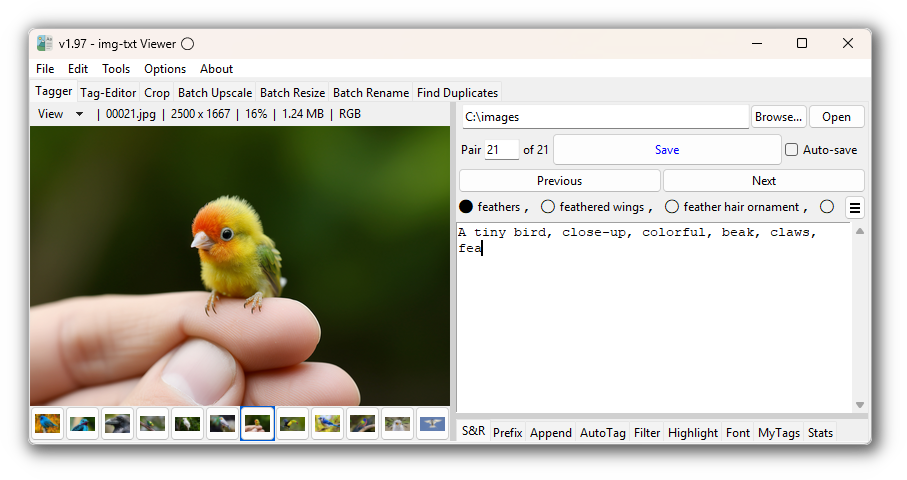 v1.97 - img-txt Viewer
File Edit Tools Options About
Tagger Tag-Editor Crop Batch Upscale Batch Resize Batch Rename Find Duplicates
View | 00021.jpg | 2500 x 1667 | 16% | 1.24 MB | RGB
C:\images Browse... Open
Pair 21 of 21 Save Auto-save
Previous Next
feathers , feathered wings , feather hair ornament ,
A tiny bird, close-up, colorful, beak, claws,
fea
S&R Prefix Append AutoTag Filter Highlight Font MyTags Stats